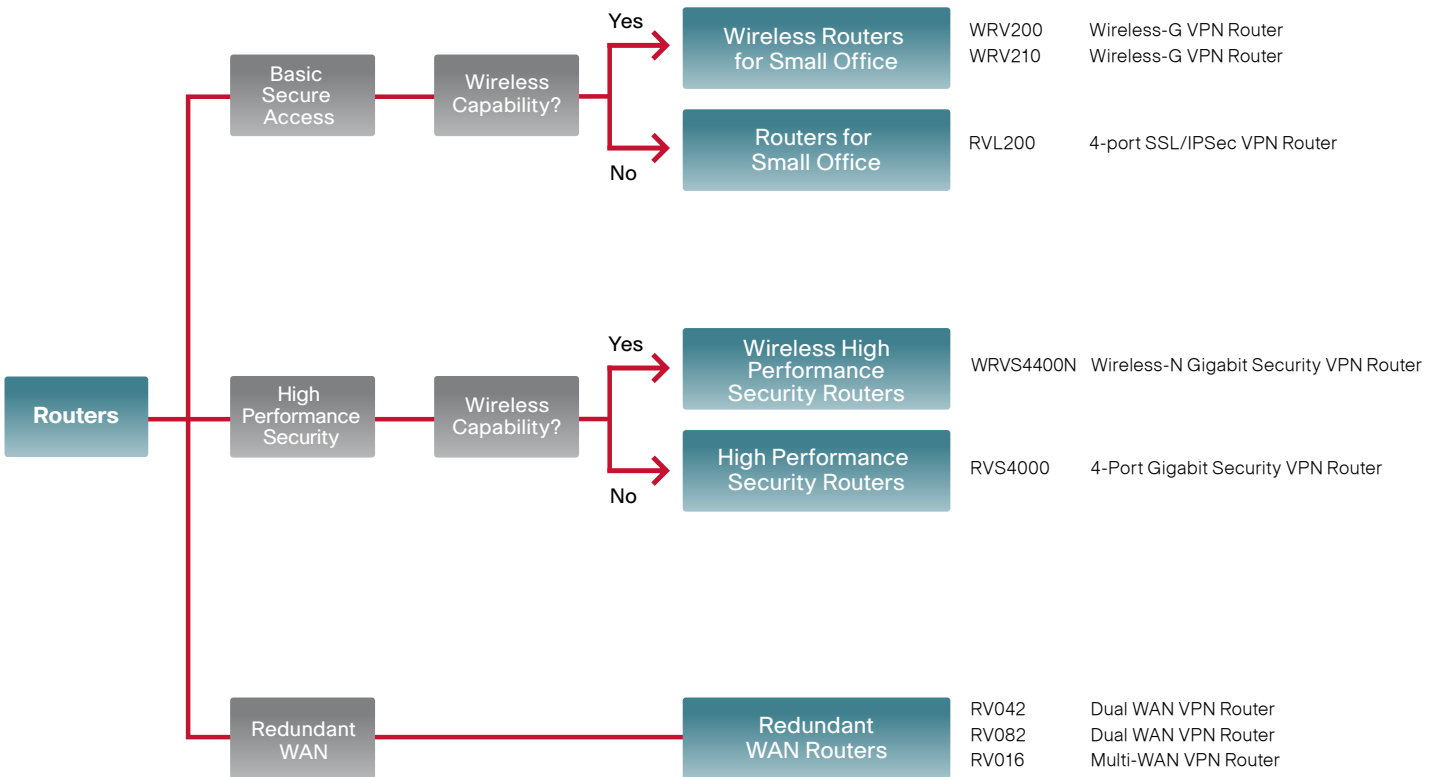 Routers
Basic
Secure
Access
Wireless
Capability?
Yes
No
Wireless Routers
for Small Office
WRV200 Wireless-G VPN Router
WRV210 Wireless-G VPN Router
Routers for
Small Office
RVL200 4-port SSL/IPSec VPN Router
High
Performance
Security
Wireless
Capability?
Yes
No
Wireless High
Performance
Security Routers
WRVS4400N Wireless-N Gigabit Security VPN Router
High Performance
Security Routers
RVS4000 4-Port Gigabit Security VPN Router
Redundant
WAN
Redundant
WAN Routers
RV042 Dual WAN VPN Router
RV082 Dual WAN VPN Router
RV016 Multi-WAN VPN Router